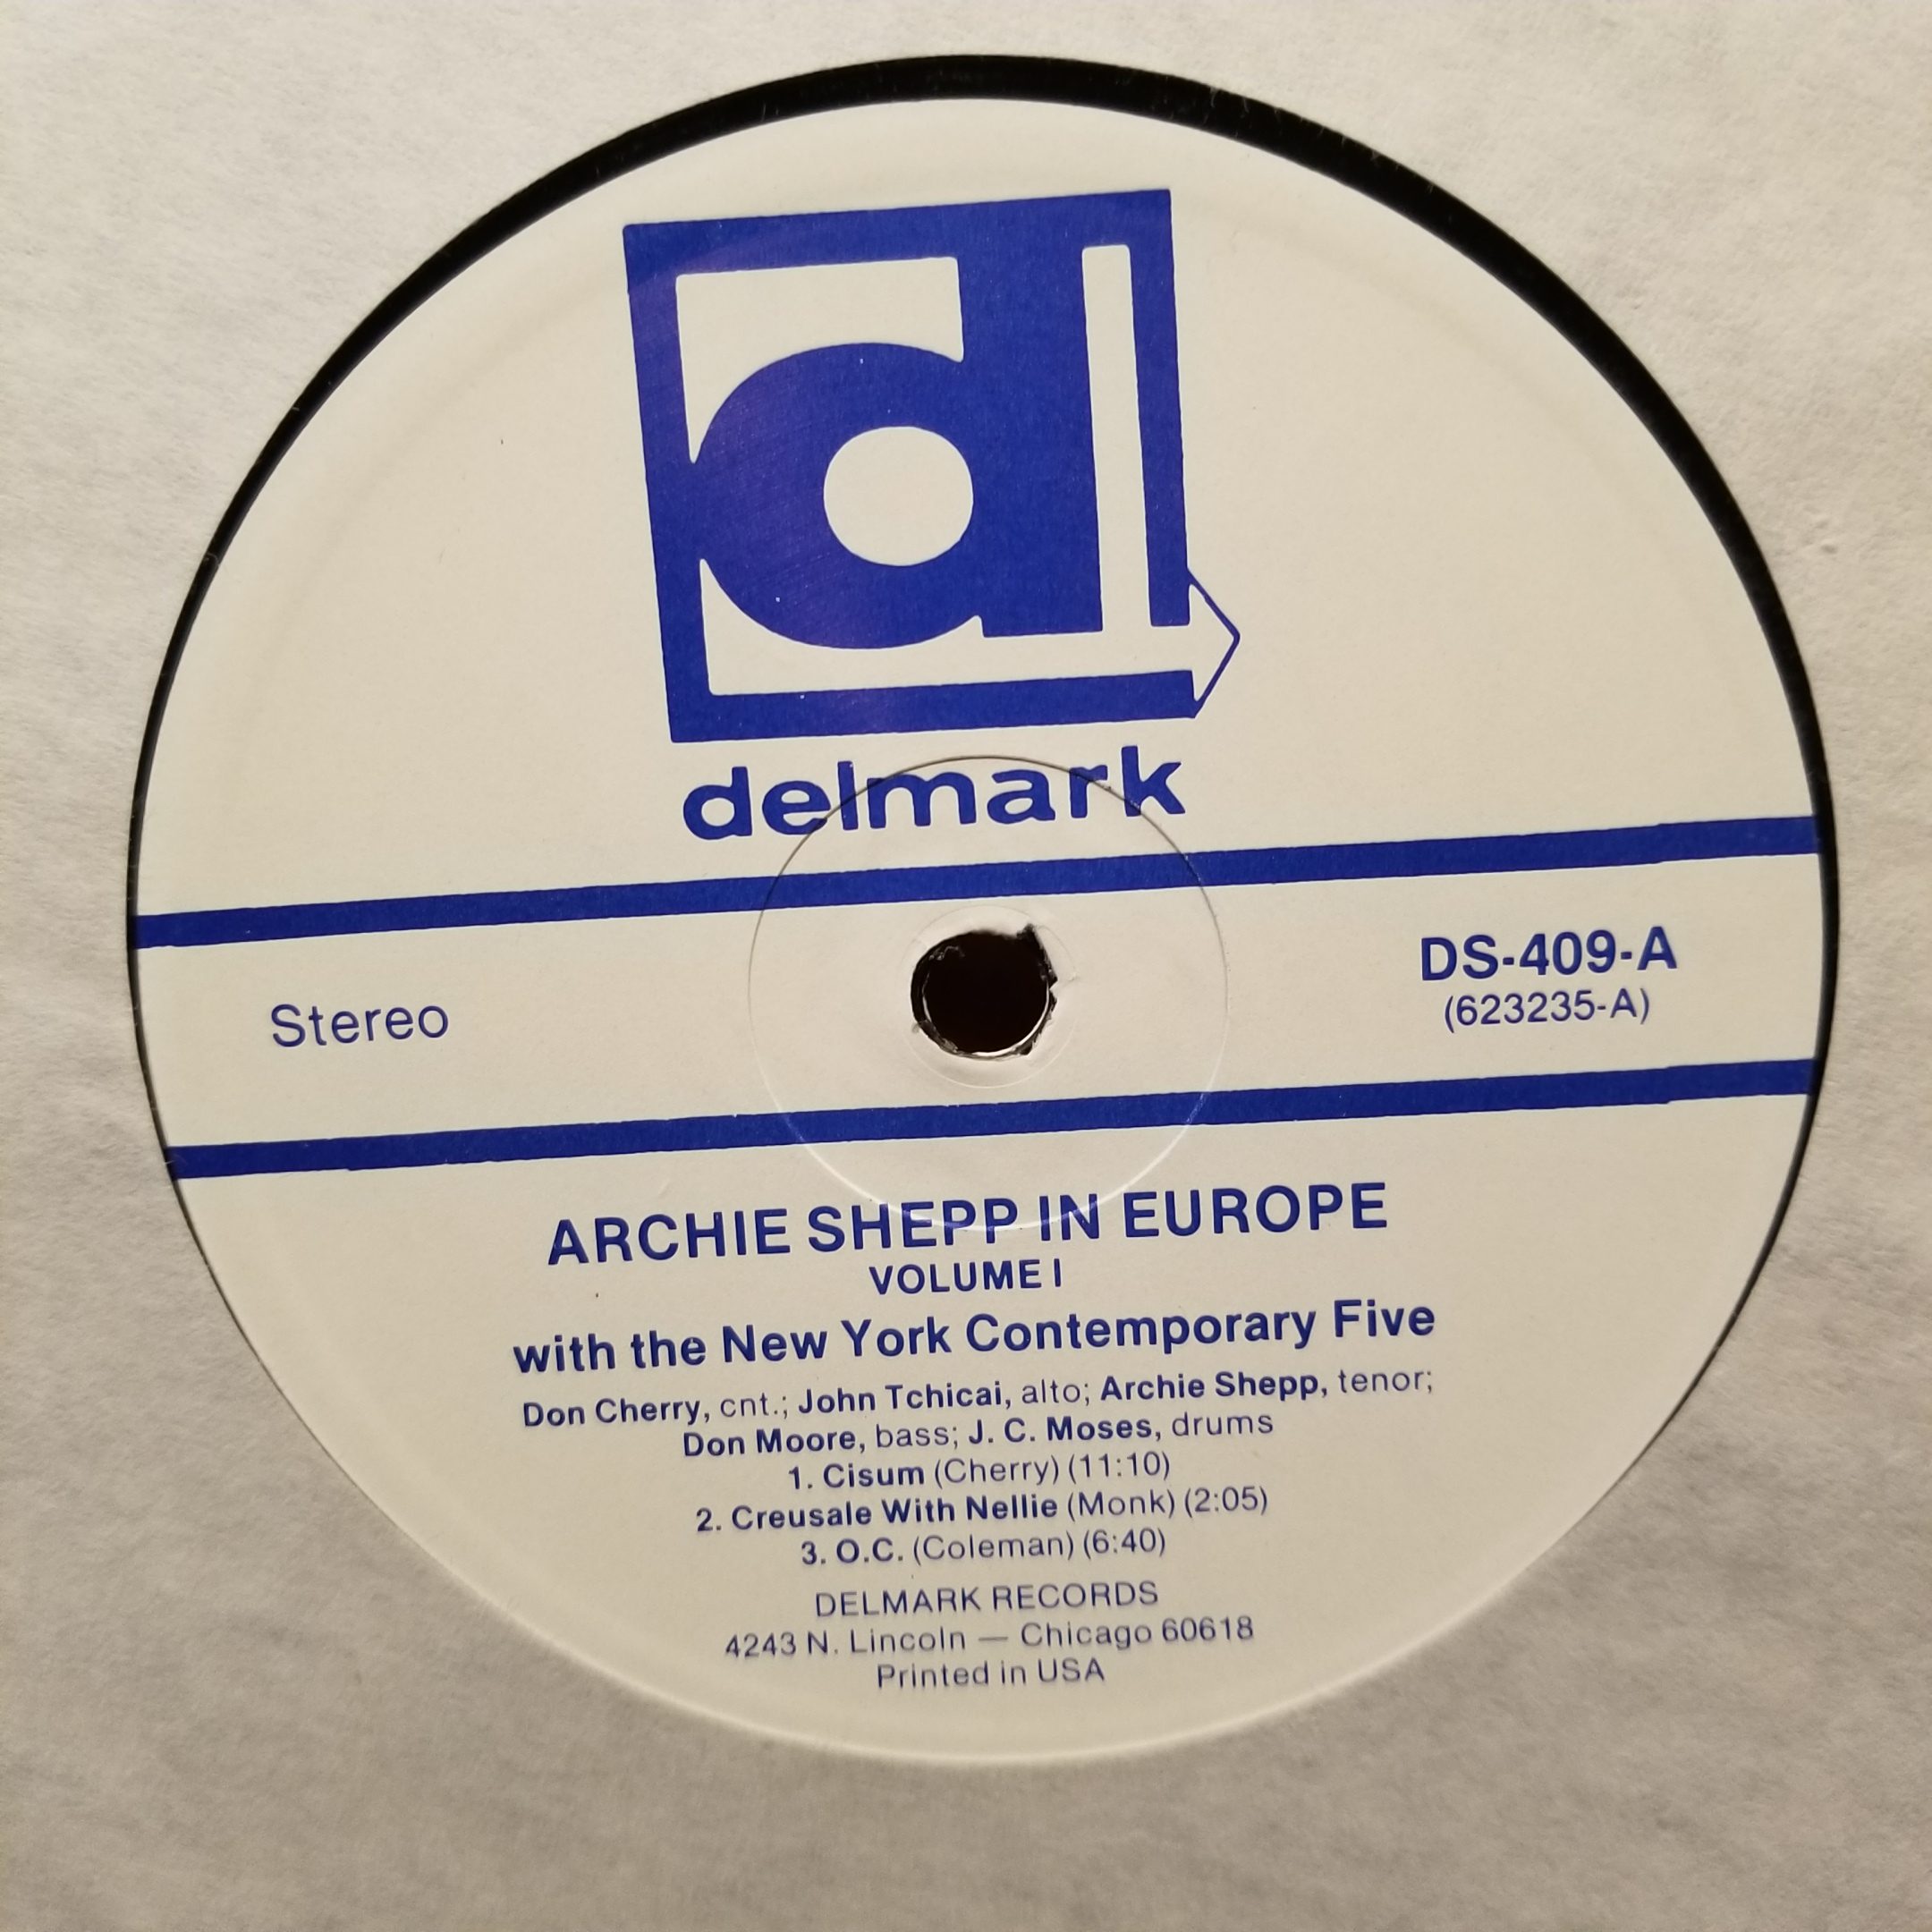 d
delmark
Stereo
DS-409-A
(623235-A)
ARCHIE SHEPP IN EUROPE
VOLUME I
with the New York Contemporary Five
Don Cherry, cnt.; John Tchicai, alto; Archie Shepp, tenor;
Don Moore, bass; J. C. Moses, drums
1. Cisum (Cherry) (11:10)
2. Creusale With Nellie (Monk) (2:05)
3. O.C. (Coleman) (6:40)
DELMARK RECORDS
4243 N. Lincoln — Chicago 60618
Printed in USA